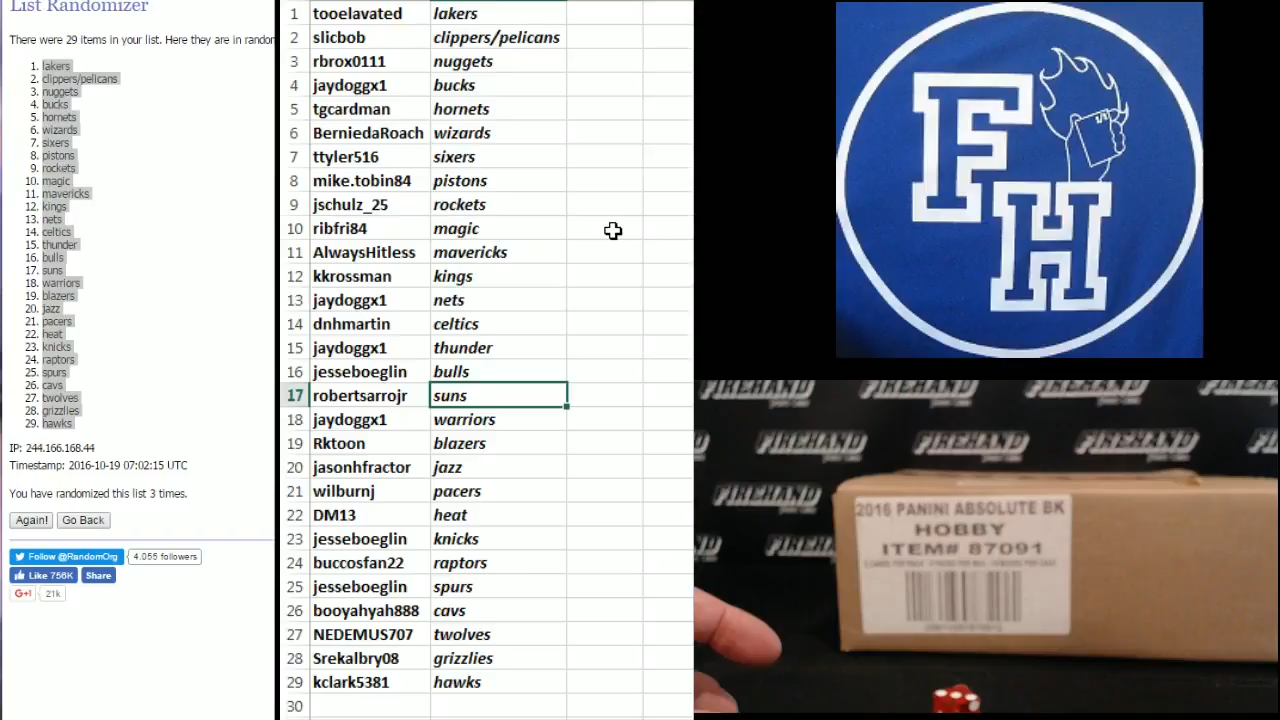 List Randomizer
There were 29 items in your list. Here they are in random
1. lakers
2. clippers/pelicans
3. nuggets
4. bucks
5. hornets
6. wizards
7. sixers
8. pistons
9. rockets
10. magic
11. mavericks
12. kings
13. nets
14. celtics
15. thunder
16. bulls
17. suns
18. warriors
19. blazers
20. jazz
21. pacers
22. heat
23. knicks
24. raptors
25. spurs
26. cavs
27. twolves
28. grizzlies
29. hawks
IP: 244.166.168.44
Timestamp: 2016-10-19 07:02:15 UTC
You have randomized this list 3 times.
Again! Go Back
Follow @RandomOrg 4,055 followers
Like 756K Share
G+1 21k
1 tooelavated lakers
2 slicbob clippers/pelicans
3 rbrox0111 nuggets
4 jaydoggx1 bucks
5 tgcardman hornets
6 BerniedaRoach wizards
7 ttyler516 sixers
8 mike.tobin84 pistons
9 jschulz_25 rockets
10 ribfri84 magic
11 AlwaysHitless mavericks
12 kkrossman kings
13 jaydoggx1 nets
14 dnhmartin celtics
15 jaydoggx1 thunder
16 jesseboeglin bulls
17 robertsarrojr suns
18 jaydoggx1 warriors
19 Rktoon blazers
20 jasonhfractor jazz
21 wilburnj pacers
22 DM13 heat
23 jesseboeglin knicks
24 buccosfan22 raptors
25 jesseboeglin spurs
26 booyahyah888 cavs
27 NEDEMUS707 twolves
28 Srekalbry08 grizzlies
29 kclark5381 hawks
30
FH
FIREHAND
2016 PANINI ABSOLUTE BK
HOBBY
ITEM# 87091